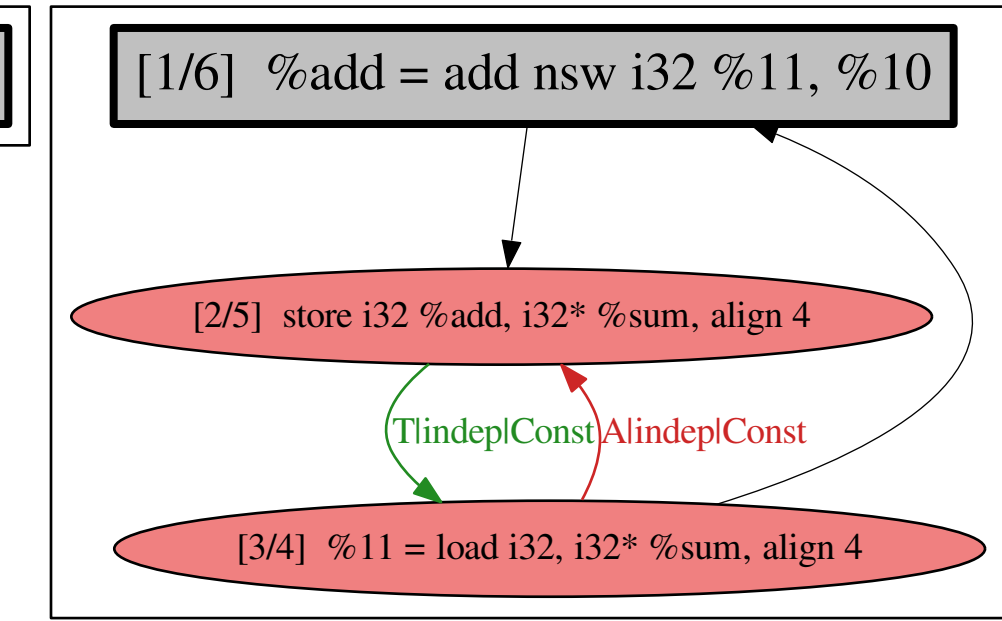 [1/6]  %add = add nsw i32 %11, %10
[2/5]  store i32 %add, i32* %sum, align 4
T|indep|Const A|indep|Const
[3/4]  %11 = load i32, i32* %sum, align 4